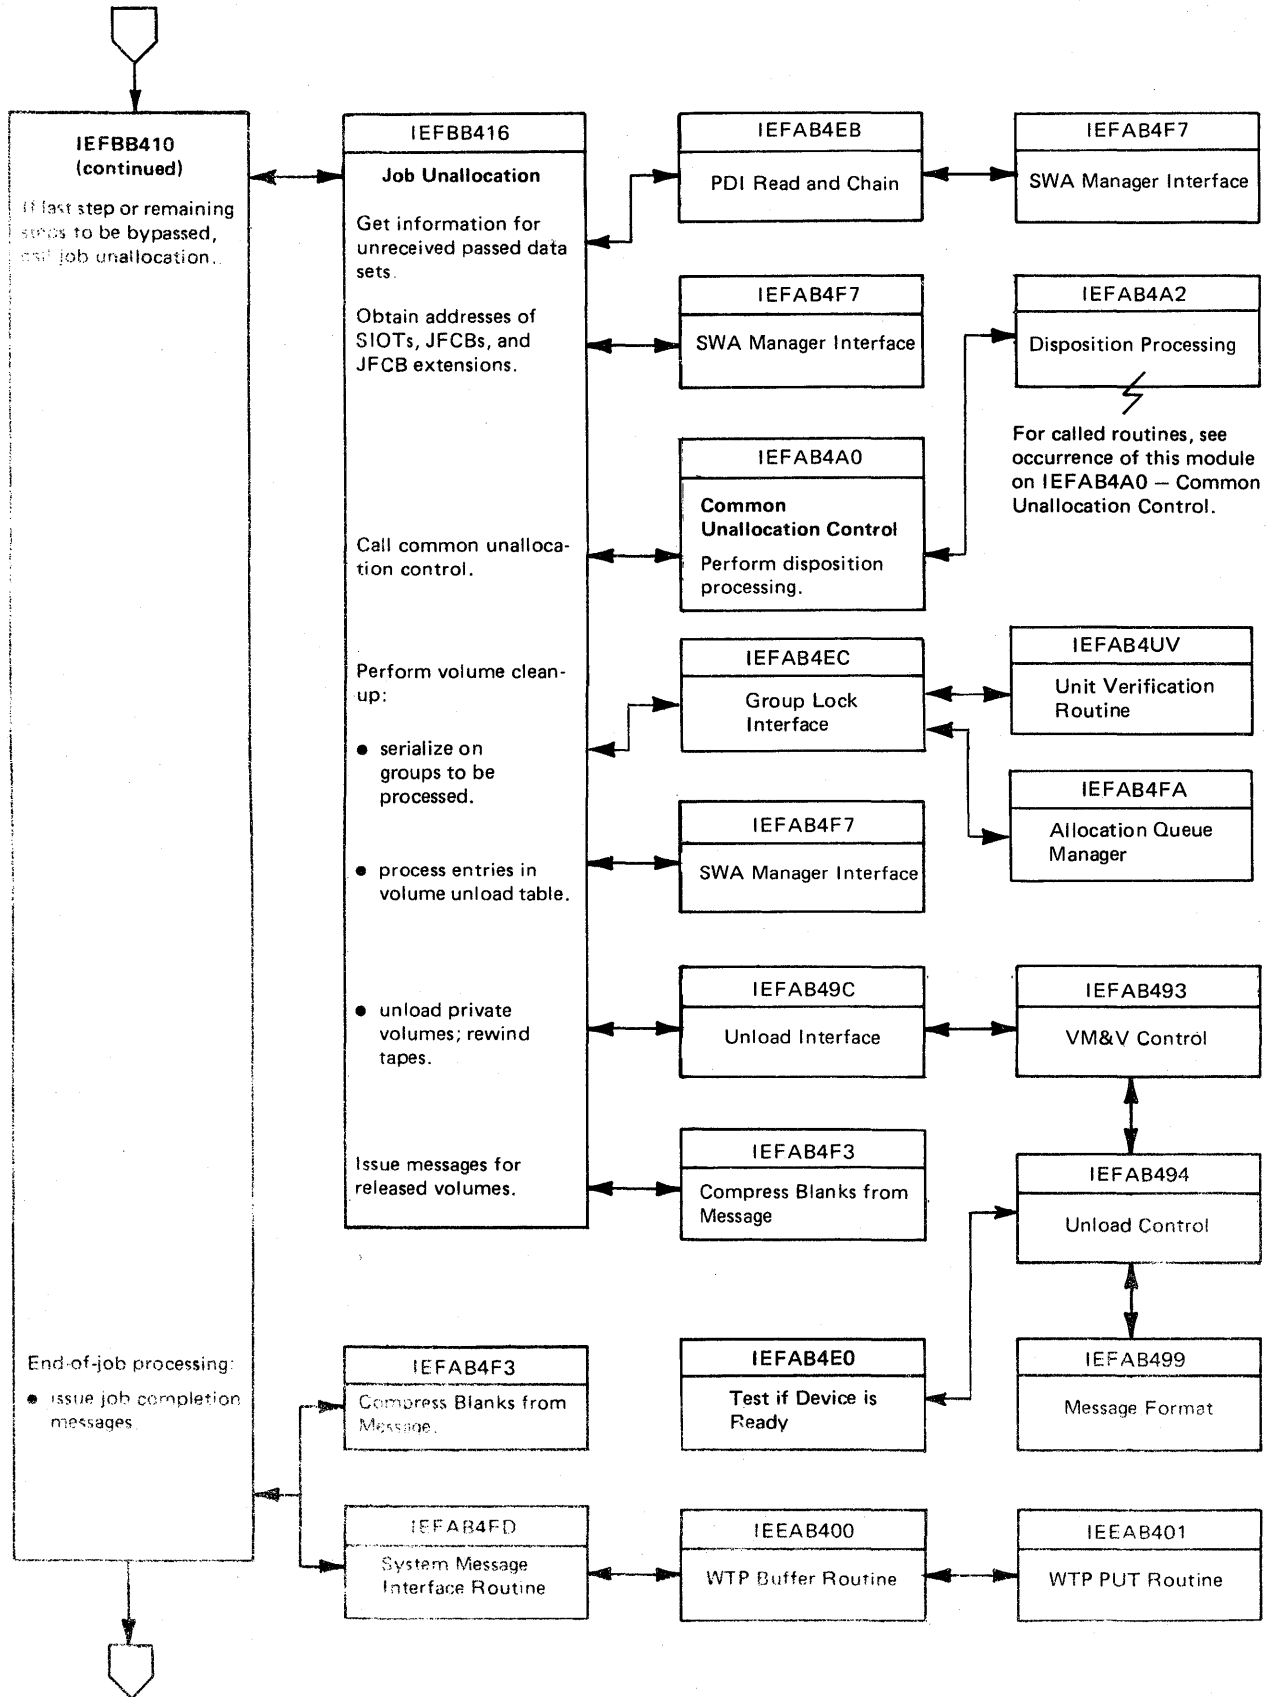 IEFBB410
(continued)
If last step or remaining
steps to be bypassed,
call job unallocation.
End-of-job processing:
● issue job completion
messages.
IEFBB416
Job Unallocation
Get information for
unreceived passed data
sets.
Obtain addresses of
SIOTs, JFCBs, and
JFCB extensions.
Call common unalloca-
tion control.
Perform volume clean-
up:
● serialize on
groups to be
processed.
● process entries in
volume unload table.
● unload private
volumes; rewind
tapes.
Issue messages for
released volumes.
IEFAB4EB
PDI Read and Chain
IEFAB4F7
SWA Manager Interface
IEFAB4F7
SWA Manager Interface
IEFAB4A2
Disposition Processing
For called routines, see
occurrence of this module
on IEFAB4A0 — Common
Unallocation Control.
IEFAB4A0
Common
Unallocation Control
Perform disposition
processing.
IEFAB4EC
Group Lock
Interface
IEFAB4UV
Unit Verification
Routine
IEFAB4FA
Allocation Queue
Manager
IEFAB4F7
SWA Manager Interface
IEFAB49C
Unload Interface
IEFAB493
VM&V Control
IEFAB4F3
Compress Blanks from
Message
IEFAB494
Unload Control
IEFAB4E0
Test if Device is
Ready
IEFAB499
Message Format
IEFAB4F3
Compress Blanks from
Message.
IEFAB4FD
System Message
Interface Routine
IEEAB400
WTP Buffer Routine
IEEAB401
WTP PUT Routine